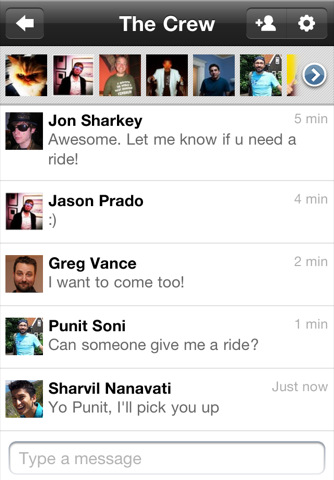 The Crew
Jon Sharkey 5 min
Awesome. Let me know if u need a
ride!
Jason Prado 4 min
:)
Greg Vance 2 min
I want to come too!
Punit Soni 1 min
Can someone give me a ride?
Sharvil Nanavati Just now
Yo Punit, I'll pick you up
Type a message